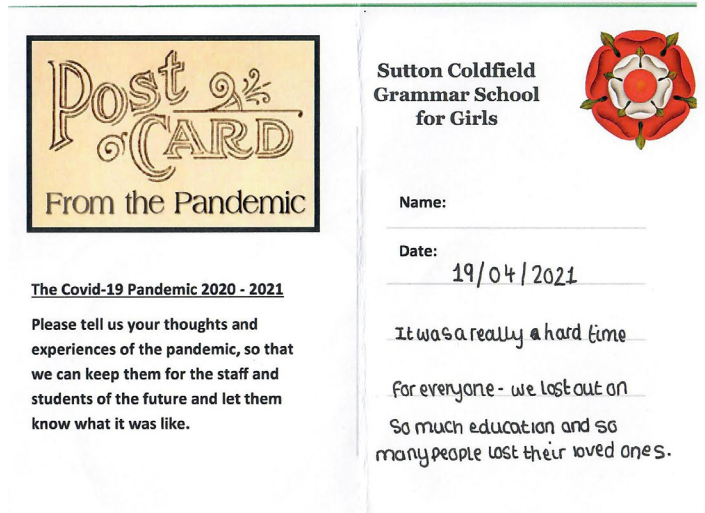 Post
Card
From the Pandemic
The Covid-19 Pandemic 2020 - 2021
Please tell us your thoughts and
experiences of the pandemic, so that
we can keep them for the staff and
students of the future and let them
know what it was like.
Sutton Coldfield
Grammar School
for Girls
Name:
Date:
19/04/2021
It was a really a hard time
for everyone - we lost out on
so much education and so
many people lost their loved ones.